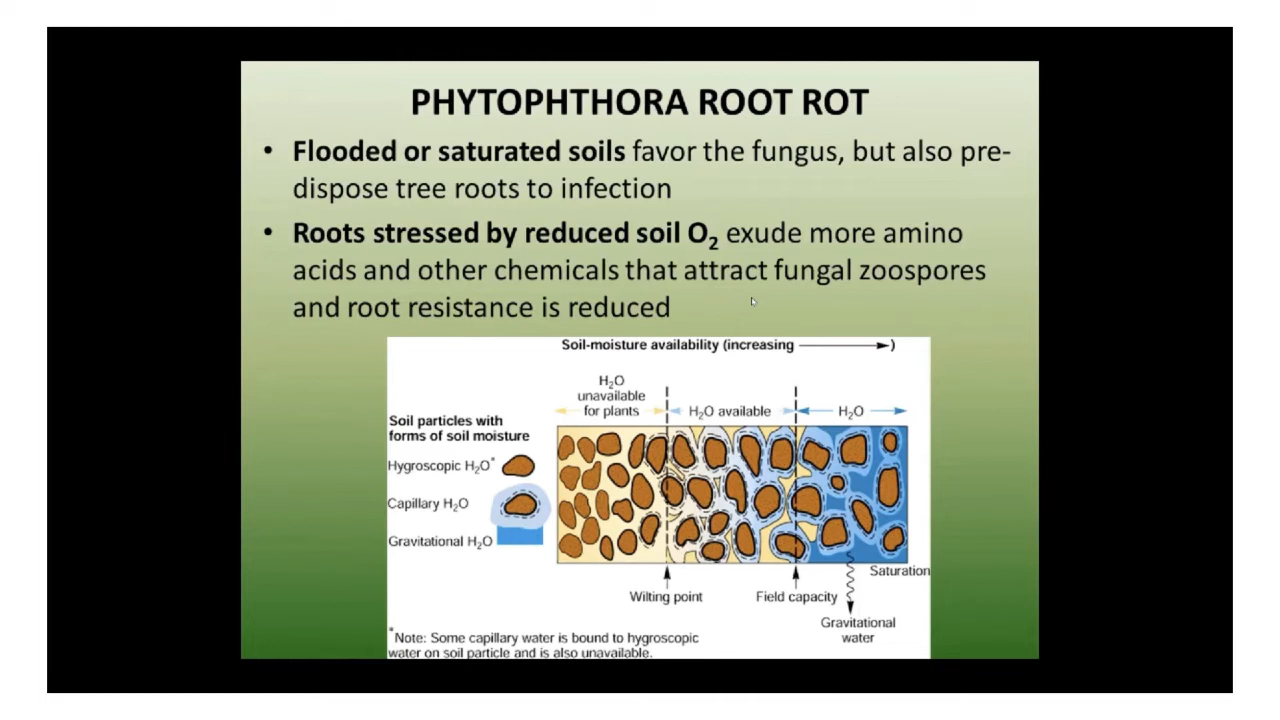 PHYTOPHTHORA ROOT ROT
• Flooded or saturated soils favor the fungus, but also pre-
dispose tree roots to infection
• Roots stressed by reduced soil O₂ exude more amino
acids and other chemicals that attract fungal zoospores
and root resistance is reduced
Soil-moisture availability (increasing ⟶)
H₂O
unavailable
for plants
H₂O available
H₂O
Soil particles with
forms of soil moisture
Hygroscopic H₂O*
Capillary H₂O
Gravitational H₂O
Saturation
Wilting point
Field capacity
Gravitational
water
*Note: Some capillary water is bound to hygroscopic
water on soil particle and is also unavailable.